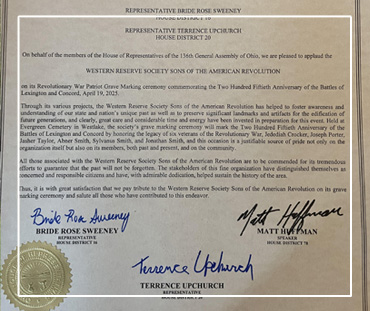 REPRESENTATIVE BRIDE ROSE SWEENEY
HOUSE DISTRICT 16
REPRESENTATIVE TERRENCE UPCHURCH
HOUSE DISTRICT 20
On behalf of the members of the House of Representatives of the 136th General Assembly of Ohio, we are pleased to applaud the
WESTERN RESERVE SOCIETY SONS OF THE AMERICAN REVOLUTION
on its Revolutionary War Patriot Grave Marking ceremony commemorating the Two Hundred Fiftieth Anniversary of the Battles of
Lexington and Concord, April 19, 2025.
Through its various projects, the Western Reserve Society Sons of the American Revolution has helped to foster awareness and
understanding of our state and nation's unique past as well as to preserve significant landmarks and artifacts for the edification of
future generations, and clearly, great care and considerable time and energy have been invested in preparation for this event. Held at
Evergreen Cemetery in Westlake, the society's grave marking ceremony will mark the Two Hundred Fiftieth Anniversary of the
Battles of Lexington and Concord by honoring the legacy of six veterans of the Revolutionary War, Jedediah Crocker, Joseph Porter,
Jasher Taylor, Abner Smith, Sylvanus Smith, and Jonathan Smith, and this occasion is a justifiable source of pride not only on the
organization itself but also on its members, both past and present, and on the community.
All those associated with the Western Reserve Society Sons of the American Revolution are to be commended for its tremendous
efforts to guarantee that the past will not be forgotten. The stakeholders of this fine organization have distinguished themselves as
concerned and responsible citizens and have, with admirable dedication, helped sustain the history of the area.
Thus, it is with great satisfaction that we pay tribute to the Western Reserve Society Sons of the American Revolution on its grave
marking ceremony and salute all those who have contributed to this endeavor.
Bride Rose Sweeney
Matt Huffman
BRIDE ROSE SWEENEY
REPRESENTATIVE
HOUSE DISTRICT 16
MATT HUFFMAN
SPEAKER
HOUSE DISTRICT 78
Terrence Upchurch
TERRENCE UPCHURCH
REPRESENTATIVE
HOUSE DISTRICT 20